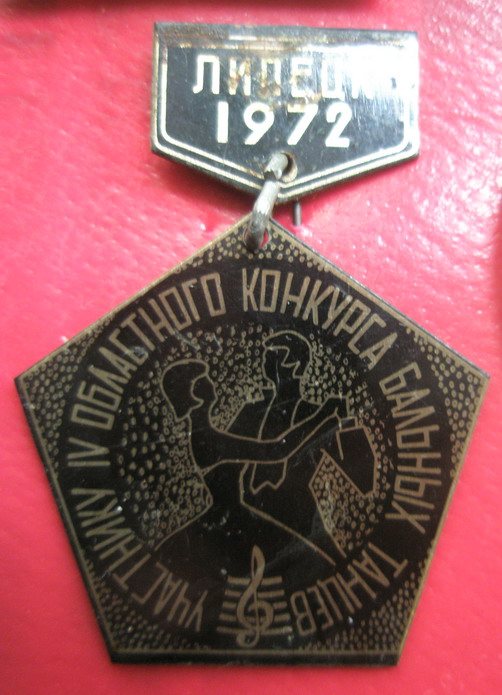 ЛИПЕЦК
1972
УЧАСТНИКУ IV ОБЛАСТНОГО КОНКУРСА БАЛЬНЫХ ТАНЦЕВ